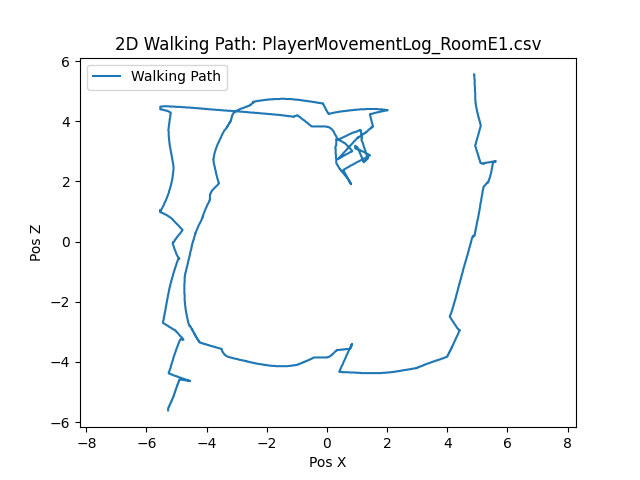 2D Walking Path: PlayerMovementLog_RoomE1.csv
Walking Path
6
4
2
0
−2
−4
−6
Pos Z
−8 −6 −4 −2 0 2 4 6 8
Pos X